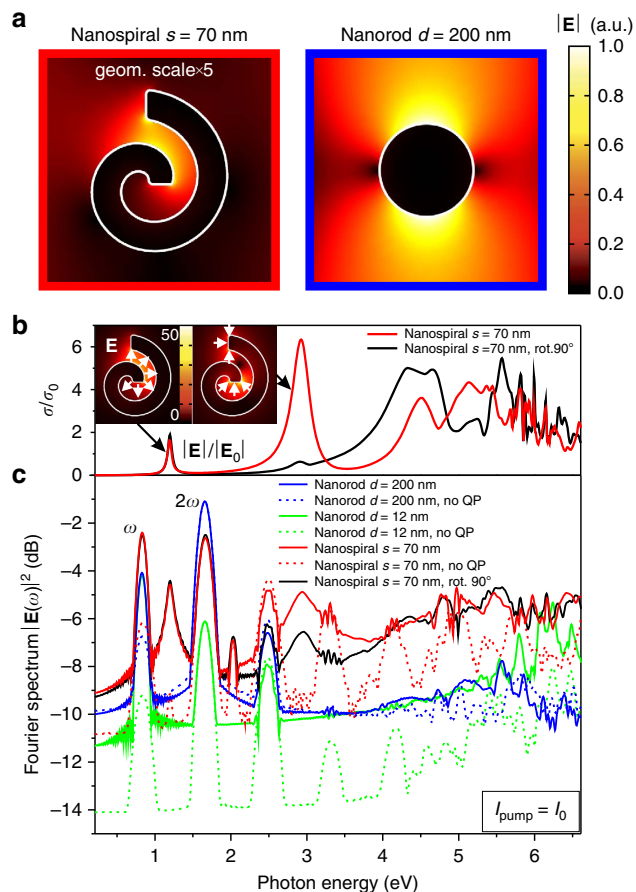 a
Nanospiral s = 70 nm
Nanorod d = 200 nm
|E| (a.u.)
geom. scale×5
1.0
0.8
0.6
0.4
0.2
0.0
b
E
50
0
|E|/|E₀|
Nanospiral s = 70 nm
Nanospiral s =70 nm, rot.90°
σ/σ₀
6
4
2
0
c
ω
2ω
Nanorod d = 200 nm
Nanorod d = 200 nm, no QP
Nanorod d = 12 nm
Nanorod d = 12 nm, no QP
Nanospiral s = 70 nm
Nanospiral s = 70 nm, no QP
Nanospiral s = 70 nm, rot. 90°
Fourier spectrum |E(ω)|² (dB)
−2
−4
−6
−8
−10
−12
−14
I pump = I₀
1 2 3 4 5 6
Photon energy (eV)